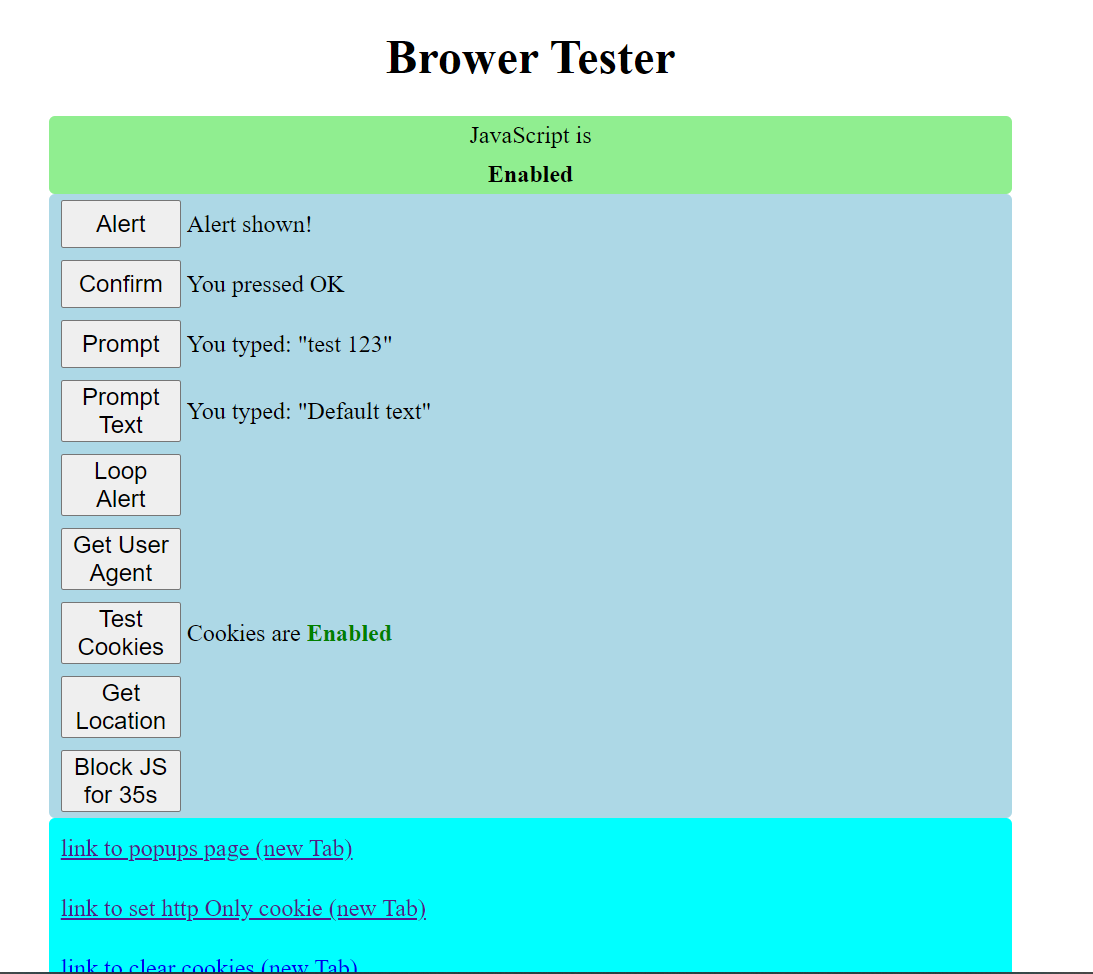 Brower Tester
JavaScript is
Enabled
Alert Alert shown!
Confirm You pressed OK
Prompt You typed: "test 123"
Prompt
Text You typed: "Default text"
Loop
Alert
Get User
Agent
Test
Cookies Cookies are Enabled
Get
Location
Block JS
for 35s
link to popups page (new Tab)
link to set http Only cookie (new Tab)
link to clear cookies (new Tab)